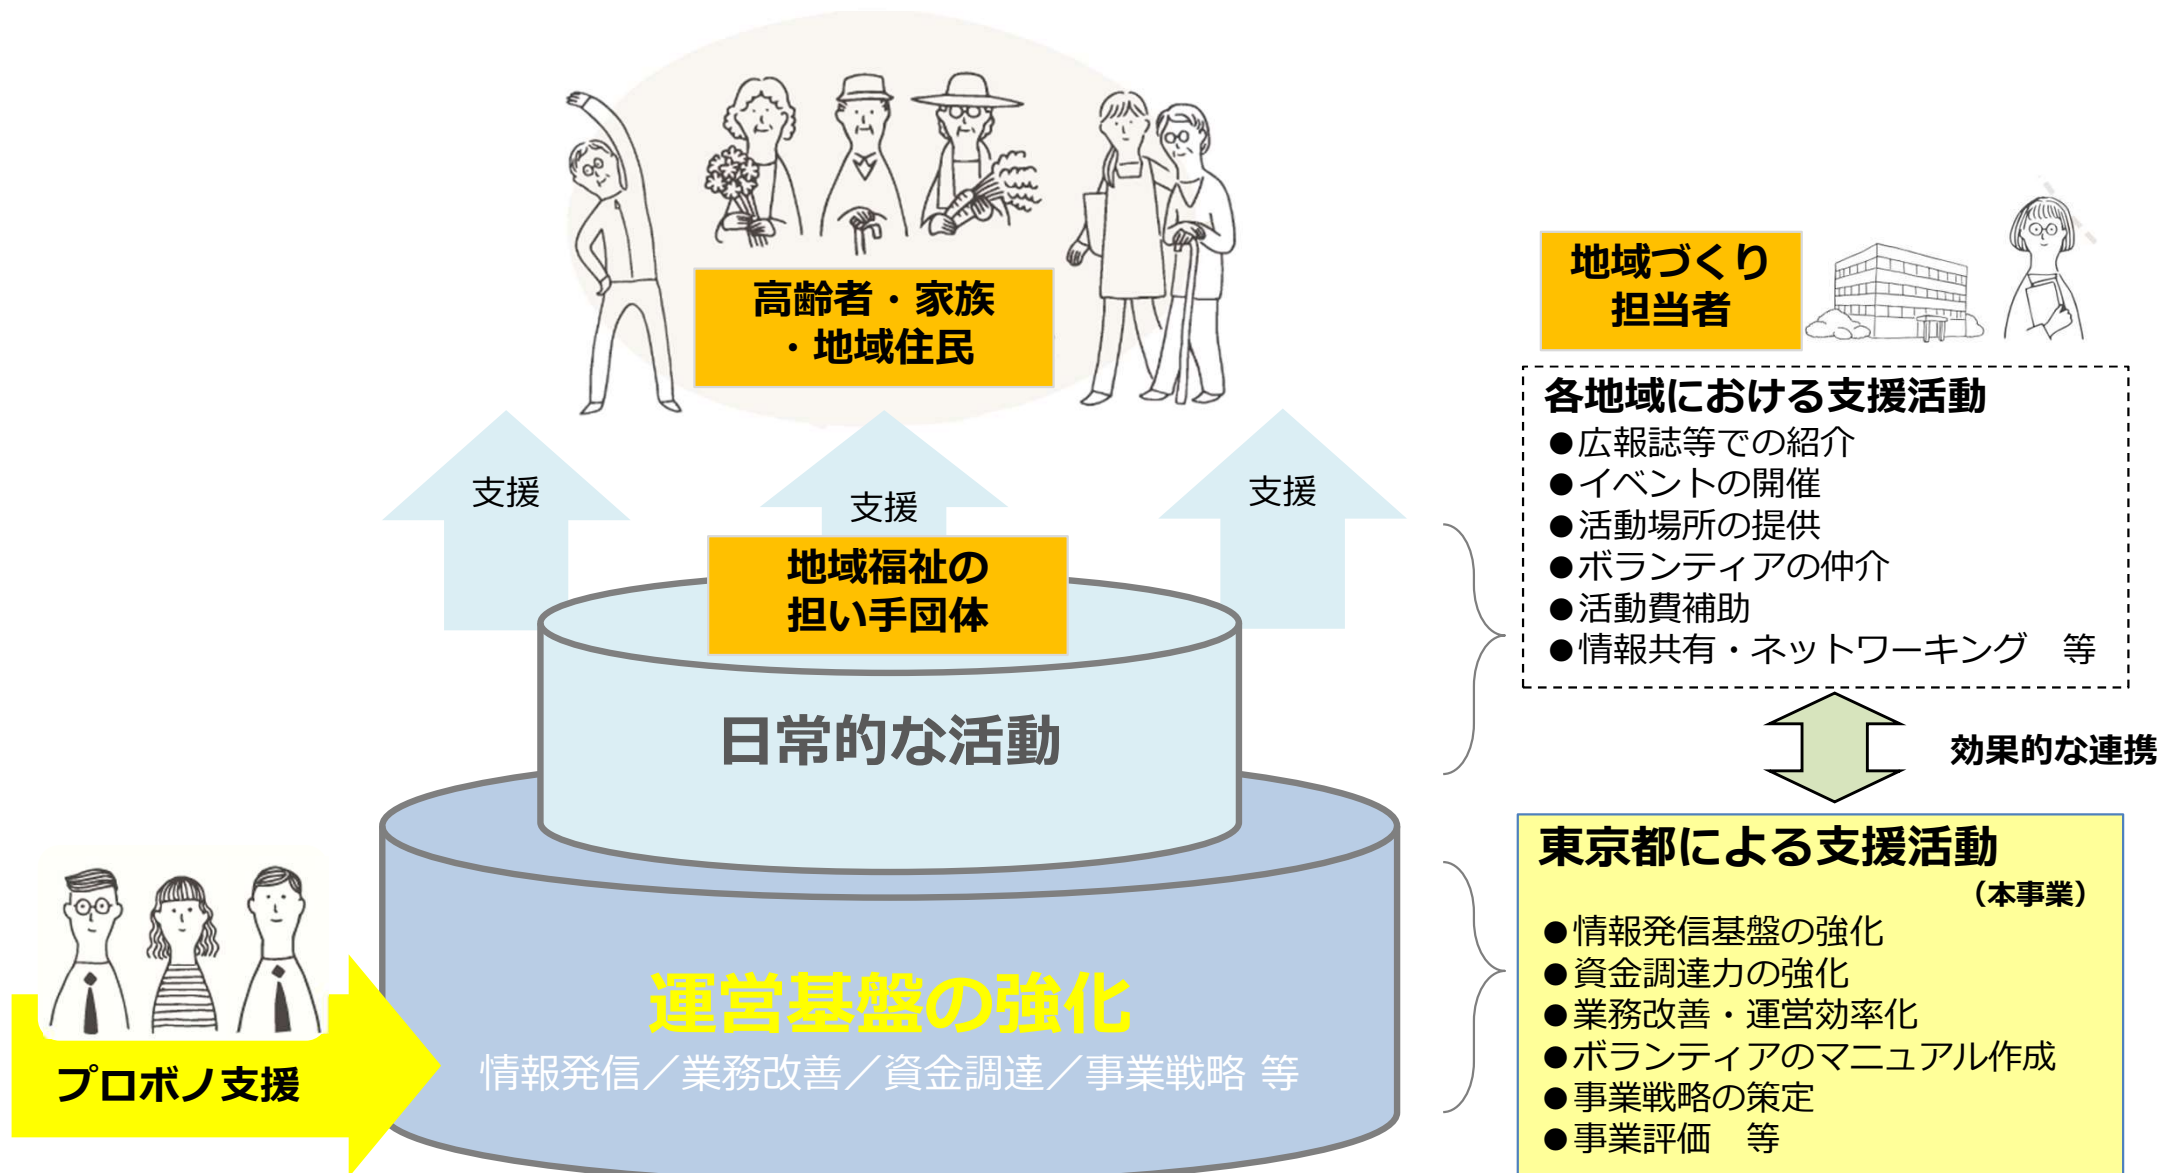 高齢者・家族
・地域住民
支援
支援
支援
地域福祉の
担い手団体
日常的な活動
運営基盤の強化
情報発信／業務改善／資金調達／事業戦略 等
プロボノ支援
地域づくり
担当者
各地域における支援活動
●広報誌等での紹介
●イベントの開催
●活動場所の提供
●ボランティアの仲介
●活動費補助
●情報共有・ネットワーキング　等
効果的な連携
東京都による支援活動
（本事業）
●情報発信基盤の強化
●資金調達力の強化
●業務改善・運営効率化
●ボランティアのマニュアル作成
●事業戦略の策定
●事業評価　等